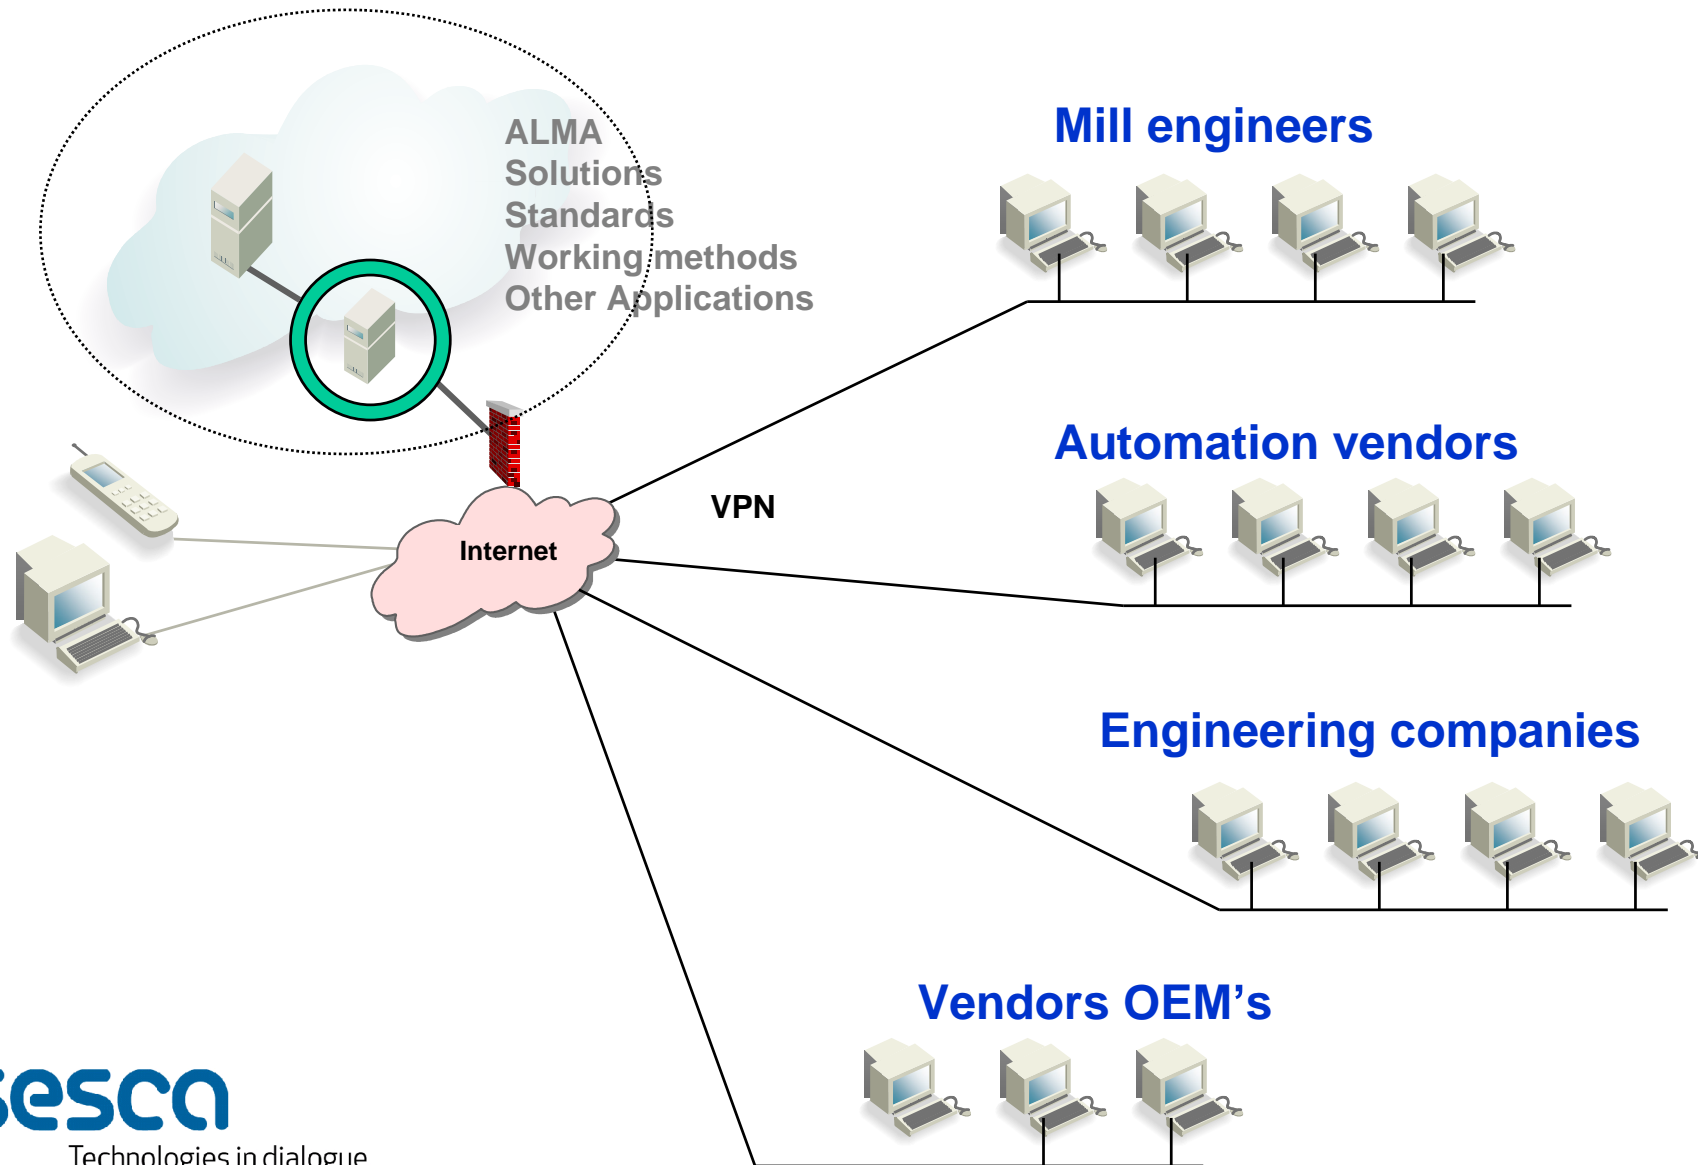 ALMA
Solutions
Standards
Working methods
Other Applications
Mill engineers
Automation vendors
VPN
Internet
Engineering companies
Vendors OEM’s
sesca
Technologies in dialogue